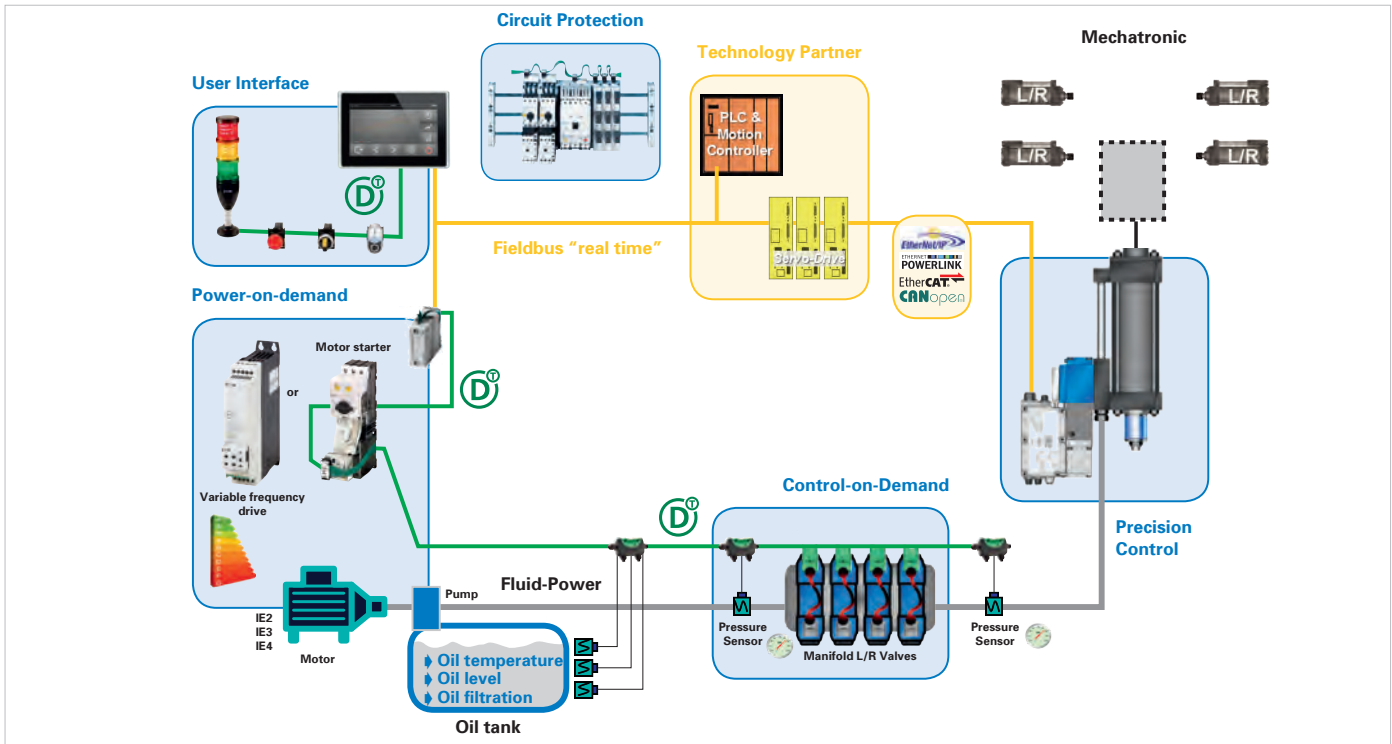 Circuit Protection
Technology Partner
Mechatronic
User Interface
L/R
L/R
L/R
L/R
PLC &
Motion
Controller
D T
Fieldbus “real time”
Servo-Drive
EtherNet/IP
ETHERNET
POWERLINK
EtherCAT
CANopen
Power-on-demand
Motor starter
or
D T
Variable frequency
drive
Control-on-Demand
D T
Precision
Control
Fluid-Power
Pump
IE2
IE3
IE4
Motor
Pressure
Sensor
Manifold L/R Valves
Pressure
Sensor
Oil temperature
Oil level
Oil filtration
Oil tank